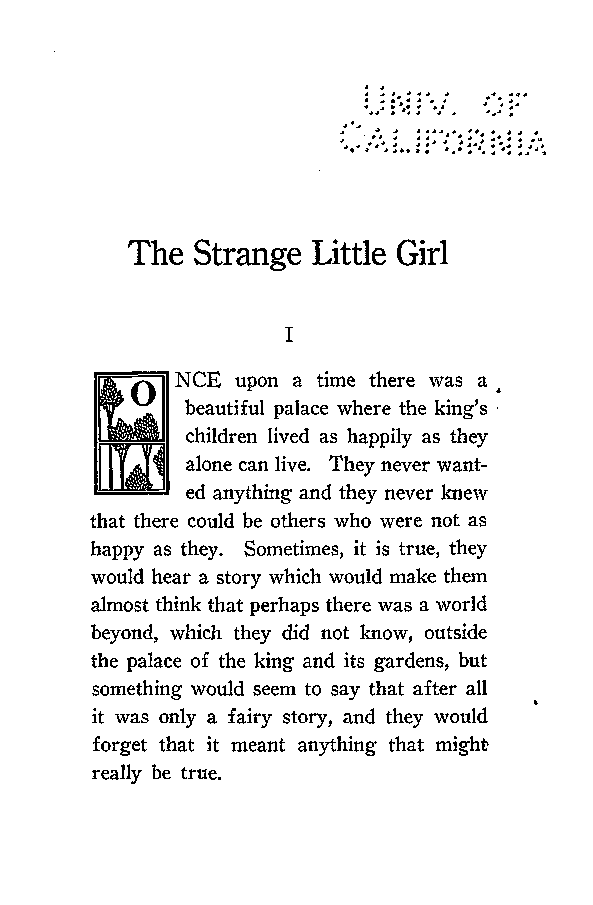 UNIV. OF
CALIFORNIA
The Strange Little Girl
I
ONCE upon a time there was a
beautiful palace where the king's
children lived as happily as they
alone can live. They never want-
ed anything and they never knew
that there could be others who were not as
happy as they. Sometimes, it is true, they
would hear a story which would make them
almost think that perhaps there was a world
beyond, which they did not know, outside
the palace of the king and its gardens, but
something would seem to say that after all
it was only a fairy story, and they would
forget that it meant anything that might
really be true.